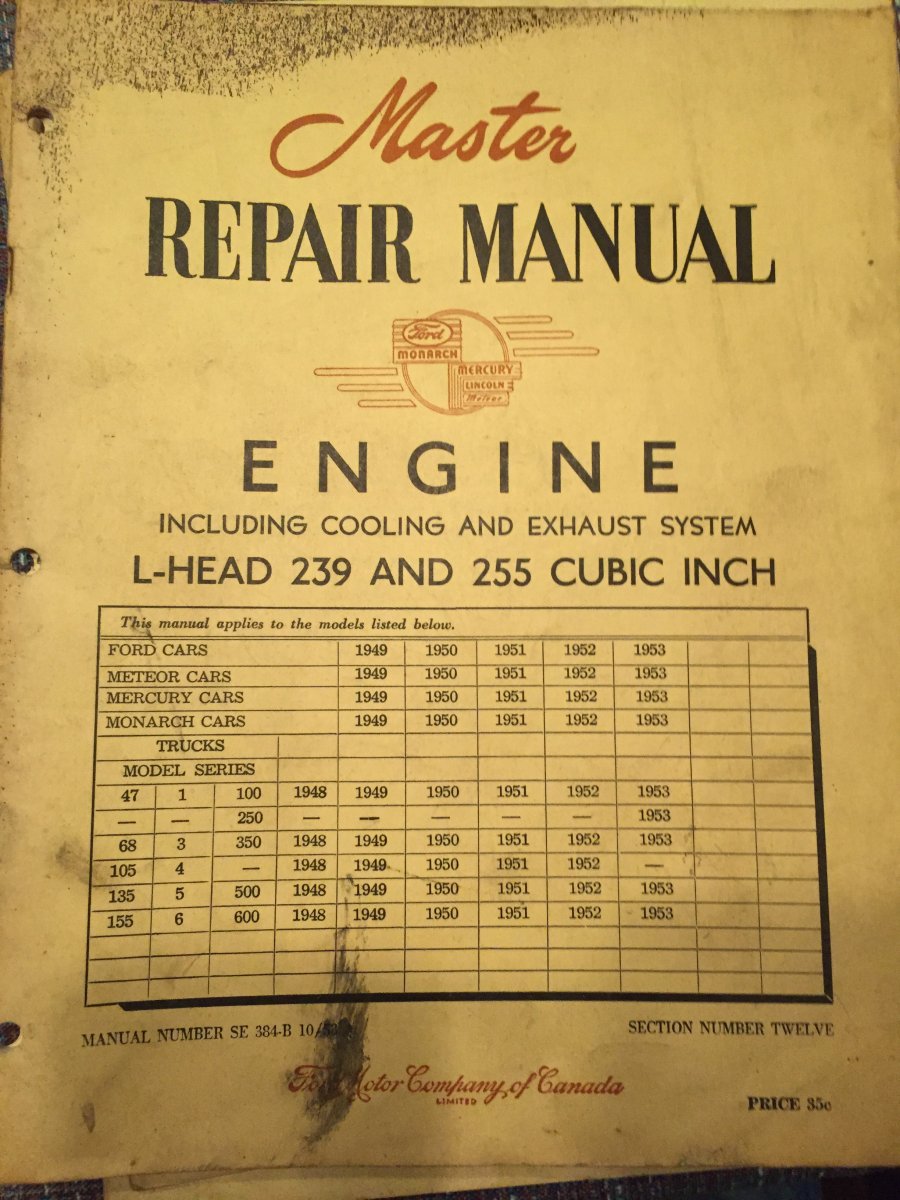 Master
REPAIR MANUAL
Ford
MONARCH
MERCURY
LINCOLN
Meteor
ENGINE
INCLUDING COOLING AND EXHAUST SYSTEM
L-HEAD 239 AND 255 CUBIC INCH
This manual applies to the models listed below.
FORD CARS 1949 1950 1951 1952 1953
METEOR CARS 1949 1950 1951 1952 1953
MERCURY CARS 1949 1950 1951 1952 1953
MONARCH CARS 1949 1950 1951 1952 1953
TRUCKS
MODEL SERIES
47 1 100 1948 1949 1950 1951 1952 1953
— — 250 — — — — — 1953
68 3 350 1948 1949 1950 1951 1952 1953
105 4 — 1948 1949 1950 1951 1952 —
135 5 500 1948 1949 1950 1951 1952 1953
155 6 600 1948 1949 1950 1951 1952 1953
MANUAL NUMBER SE 384-B
SECTION NUMBER TWELVE
Ford Motor Company of Canada
LIMITED
PRICE 35c